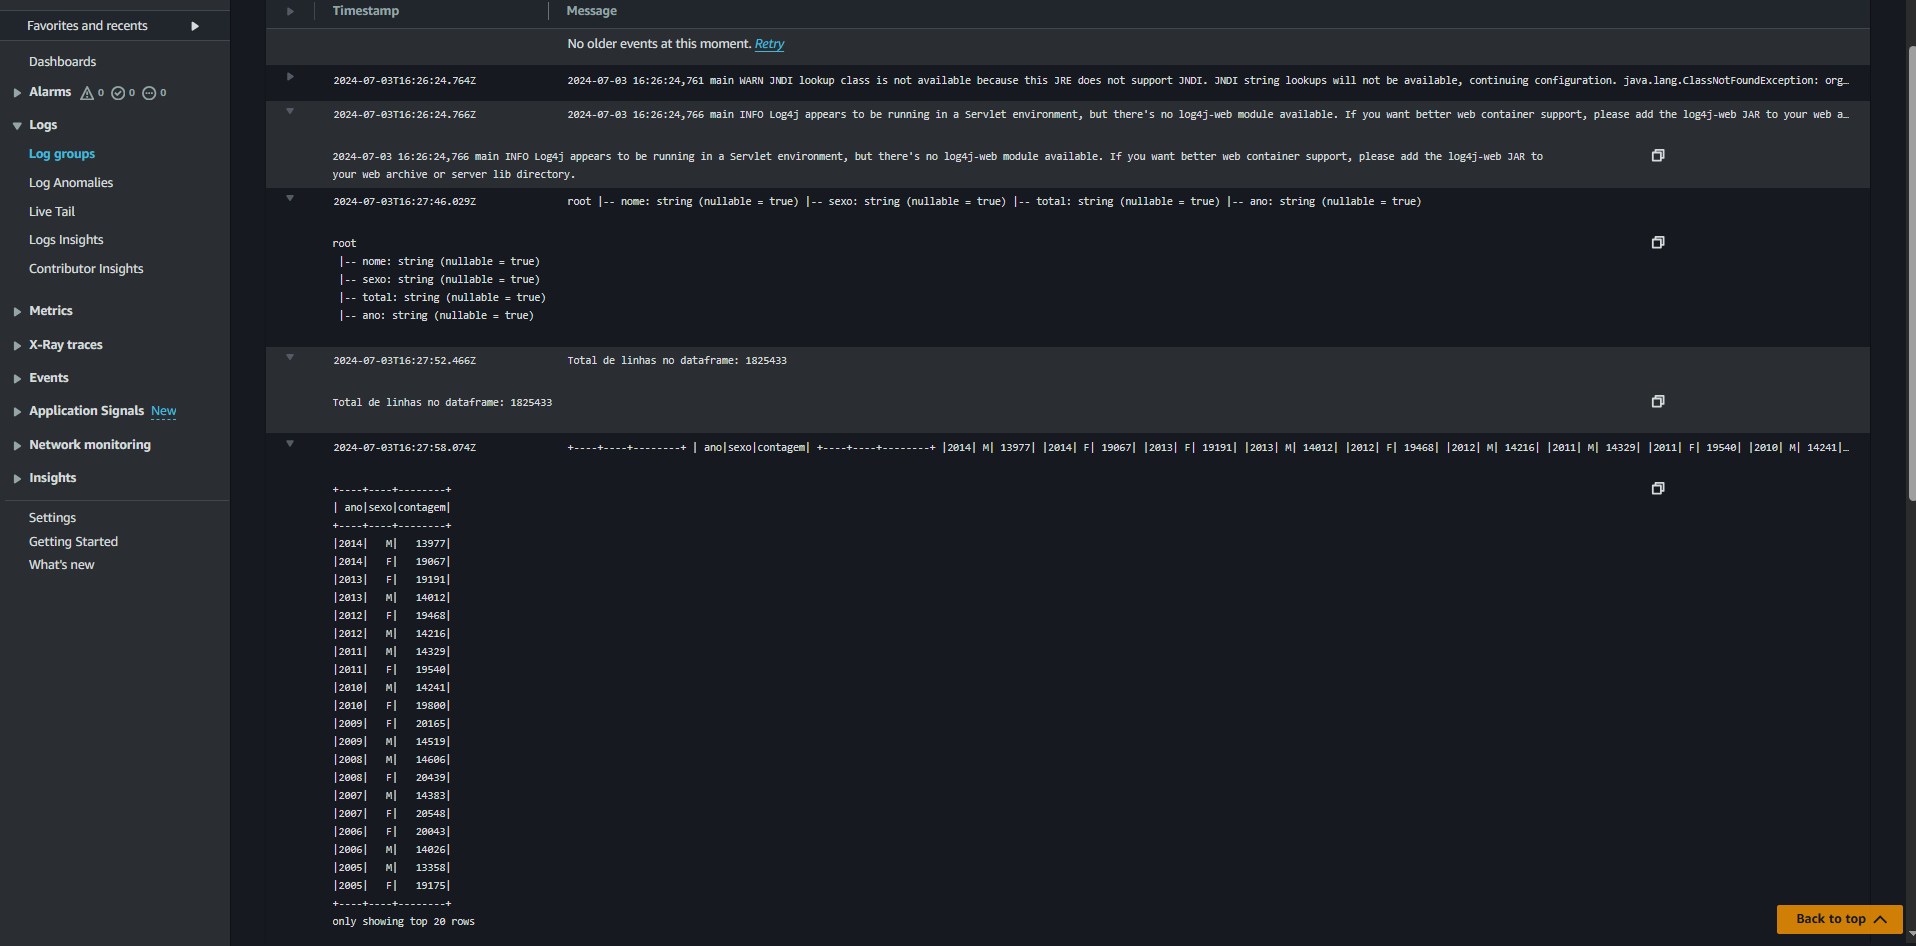 Favorites and recents
Dashboards
Alarms 0 0 0
Logs
Log groups
Log Anomalies
Live Tail
Logs Insights
Contributor Insights
Metrics
X-Ray traces
Events
Application Signals New
Network monitoring
Insights
Settings
Getting Started
What's new
Timestamp Message
No older events at this moment. Retry
2024-07-03T16:26:24.764Z 2024-07-03 16:26:24,761 main WARN JNDI lookup class is not available because this JRE does not support JNDI. JNDI string lookups will not be available, continuing configuration. java.lang.ClassNotFoundException: org…
2024-07-03T16:26:24.766Z 2024-07-03 16:26:24,766 main INFO Log4j appears to be running in a Servlet environment, but there's no log4j-web module available. If you want better web container support, please add the log4j-web JAR to your web a…
2024-07-03 16:26:24,766 main INFO Log4j appears to be running in a Servlet environment, but there's no log4j-web module available. If you want better web container support, please add the log4j-web JAR to
your web archive or server lib directory.
2024-07-03T16:27:46.029Z root |-- nome: string (nullable = true) |-- sexo: string (nullable = true) |-- total: string (nullable = true) |-- ano: string (nullable = true)
root
|-- nome: string (nullable = true)
|-- sexo: string (nullable = true)
|-- total: string (nullable = true)
|-- ano: string (nullable = true)
2024-07-03T16:27:52.466Z Total de linhas no dataframe: 1825433
Total de linhas no dataframe: 1825433
2024-07-03T16:27:58.074Z +----+----+--------+ | ano|sexo|contagem| +----+----+--------+ |2014| M| 13977| |2014| F| 19067| |2013| F| 19191| |2013| M| 14012| |2012| F| 19468| |2012| M| 14216| |2011| M| 14329| |2011| F| 19540| |2010| M| 14241|…
+----+----+--------+
| ano|sexo|contagem|
+----+----+--------+
|2014|   M|   13977|
|2014|   F|   19067|
|2013|   F|   19191|
|2013|   M|   14012|
|2012|   F|   19468|
|2012|   M|   14216|
|2011|   M|   14329|
|2011|   F|   19540|
|2010|   M|   14241|
|2010|   F|   19800|
|2009|   F|   20165|
|2009|   M|   14519|
|2008|   M|   14606|
|2008|   F|   20439|
|2007|   M|   14383|
|2007|   F|   20548|
|2006|   F|   20043|
|2006|   M|   14026|
|2005|   M|   13358|
|2005|   F|   19175|
+----+----+--------+
only showing top 20 rows
Back to top